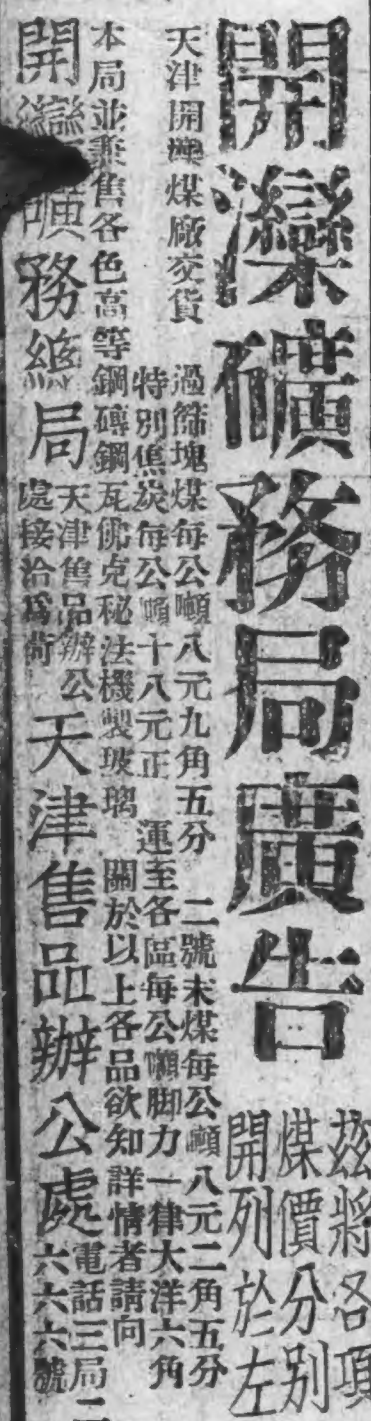 開灤礦務局廣告
茲將各項
煤價分別
開列於左
天津開灤煤廠交貨
過篩塊煤每公噸八元九角五分 二號末煤每公噸八元二角五分
特別焦炭每公噸十八元正 運至各區每公噸脚力一律大洋六角
本局並兼售各色高等鋼磚鋼瓦佛克秘法機製玻璃 關於以上各品欲知詳情者請向
開灤礦務總局
天津售品辦公
處接洽爲荷
天津售品辦公處
電話三局二
六六六號